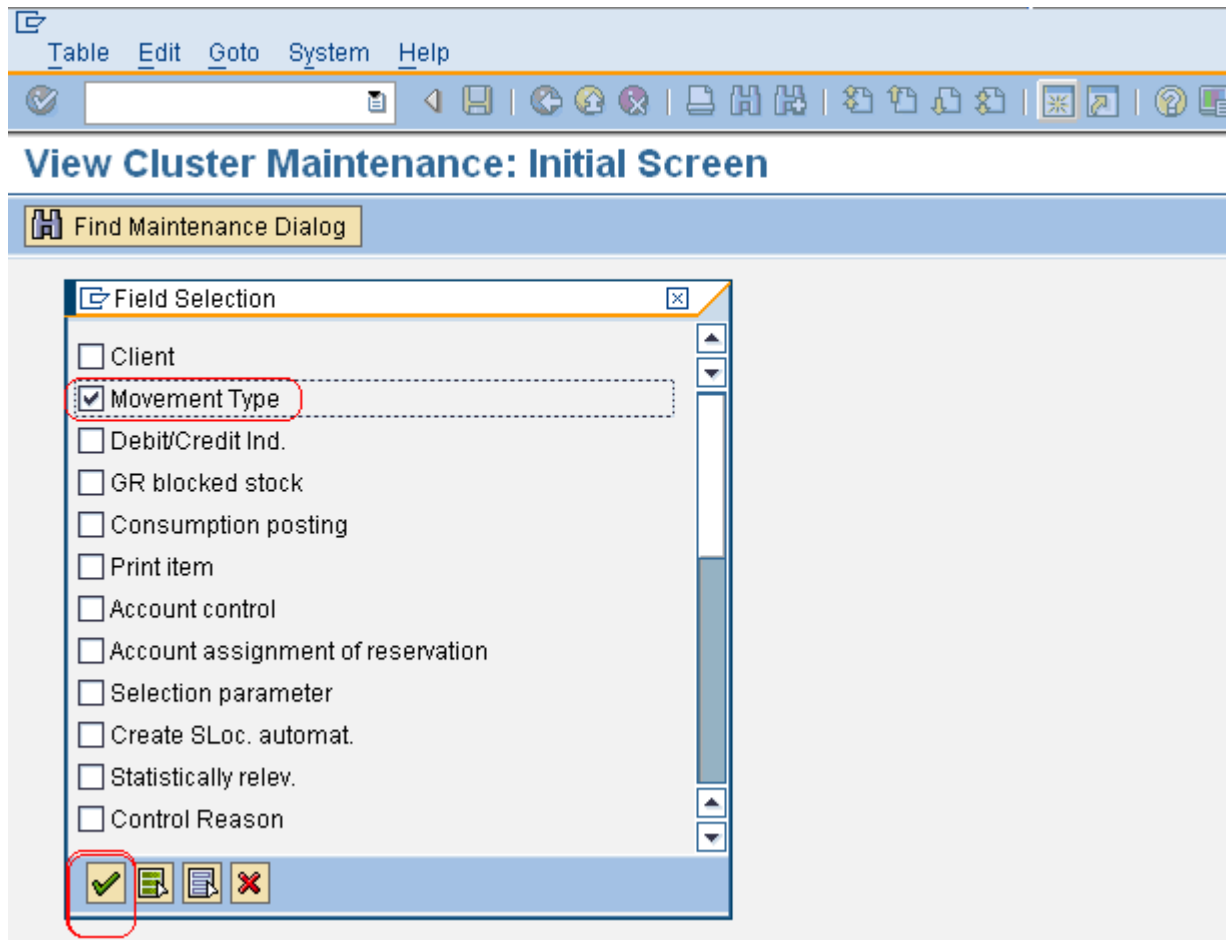 Table Edit Goto System Help
View Cluster Maintenance: Initial Screen
Find Maintenance Dialog
Field Selection
Client
Movement Type
Debit/Credit Ind.
GR blocked stock
Consumption posting
Print item
Account control
Account assignment of reservation
Selection parameter
Create SLoc. automat.
Statistically relev.
Control Reason